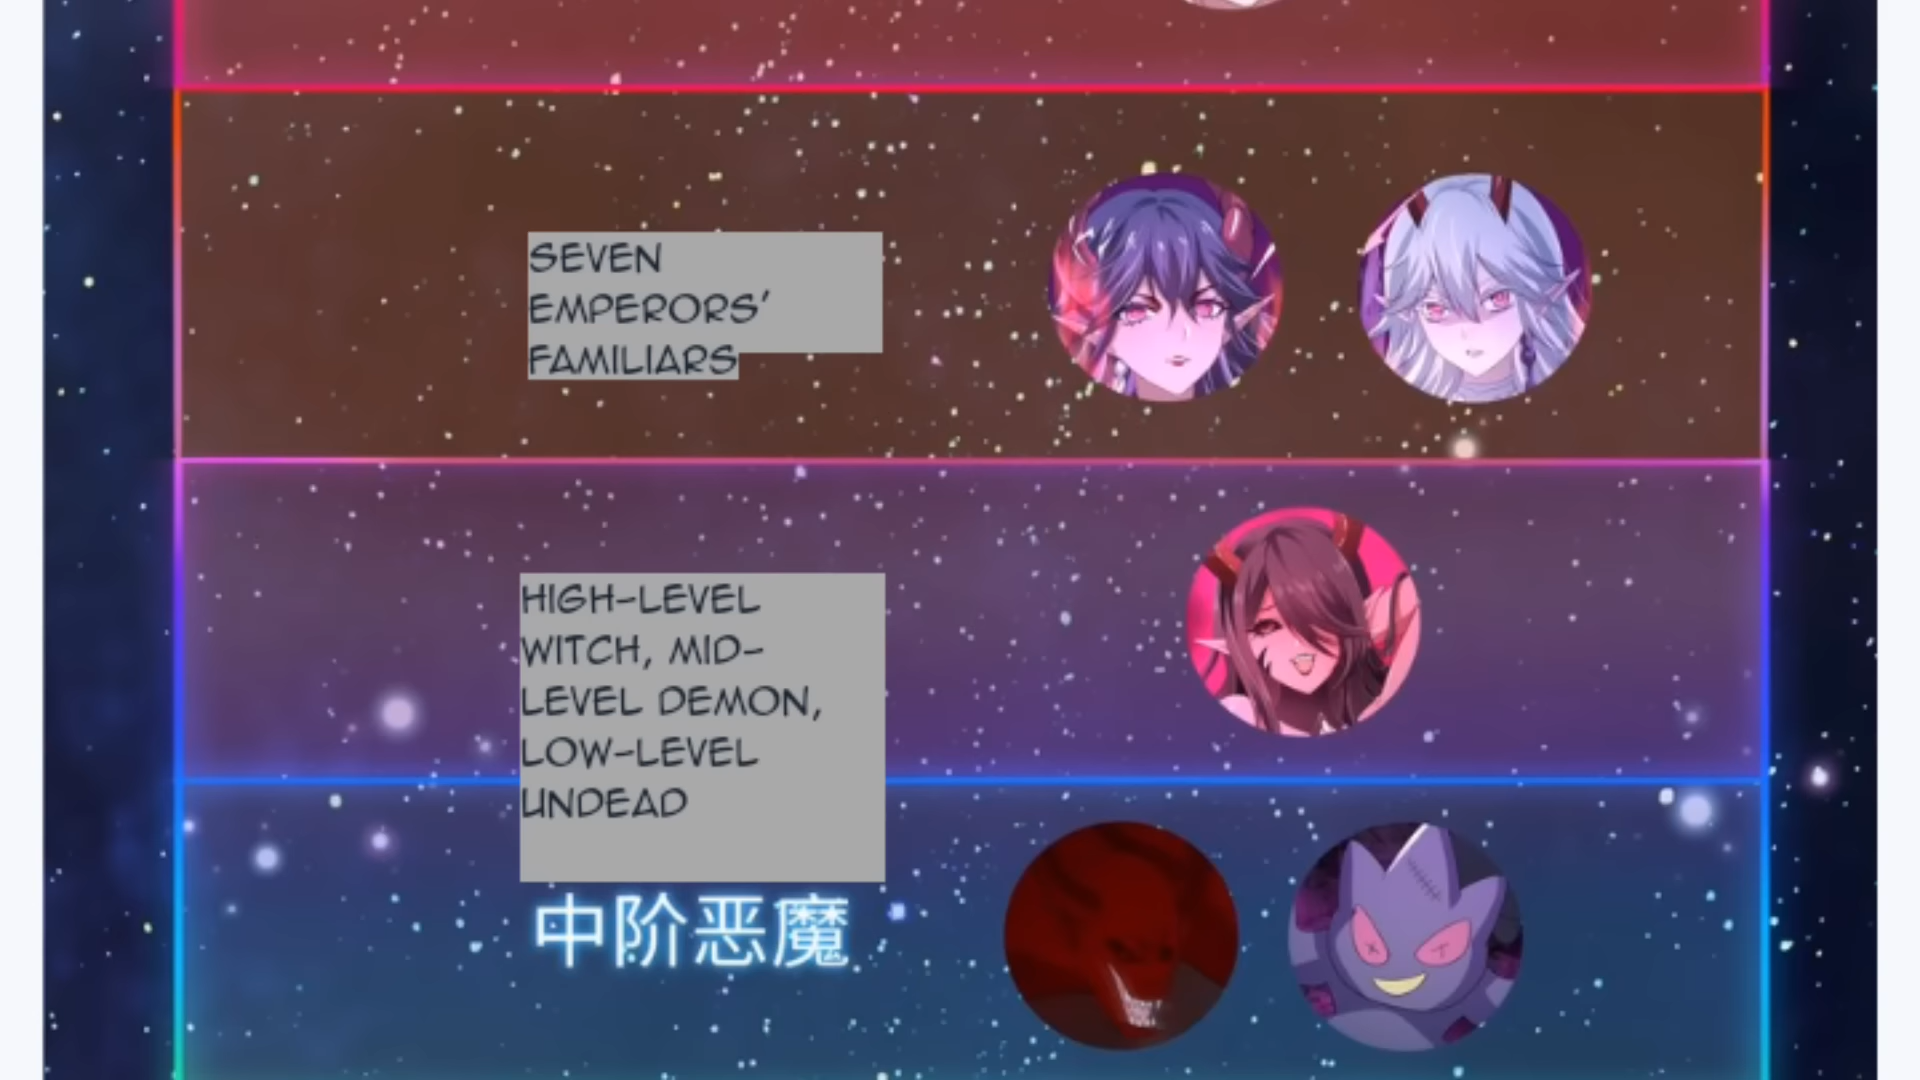 SEVEN
EMPERORS'
FAMILIARS
HIGH-LEVEL
WITCH, MID-
LEVEL DEMON,
LOW-LEVEL
UNDEAD
中阶恶魔